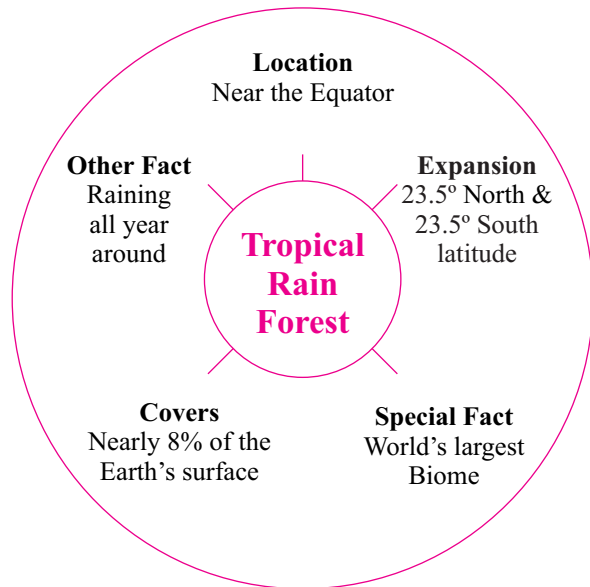 Location
Near the Equator
Other Fact
Raining
all year
around
Expansion
23.5º North &
23.5º South
latitude
Tropical
Rain
Forest
Covers
Nearly 8% of the
Earth’s surface
Special Fact
World’s largest
Biome